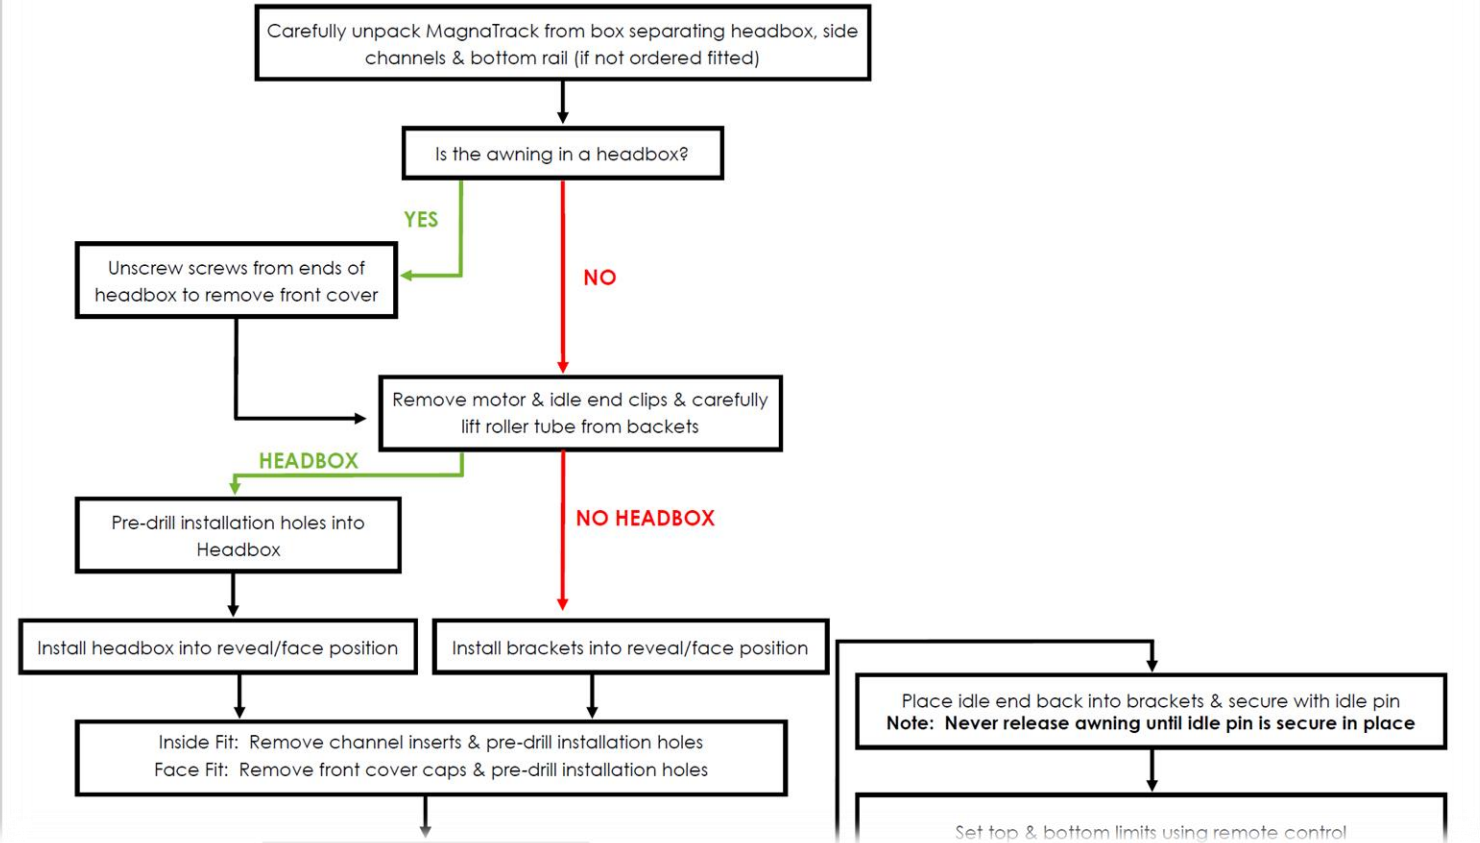 Carefully unpack MagnaTrack from box separating headbox, side
channels & bottom rail (if not ordered fitted)
Is the awning in a headbox?
YES
Unscrew screws from ends of
headbox to remove front cover
NO
Remove motor & idle end clips & carefully
lift roller tube from backets
HEADBOX
Pre-drill installation holes into
Headbox
NO HEADBOX
Install headbox into reveal/face position
Install brackets into reveal/face position
Inside Fit:  Remove channel inserts & pre-drill installation holes
Face Fit:  Remove front cover caps & pre-drill installation holes
Place idle end back into brackets & secure with idle pin
Note:  Never release awning until idle pin is secure in place
Set top & bottom limits using remote control